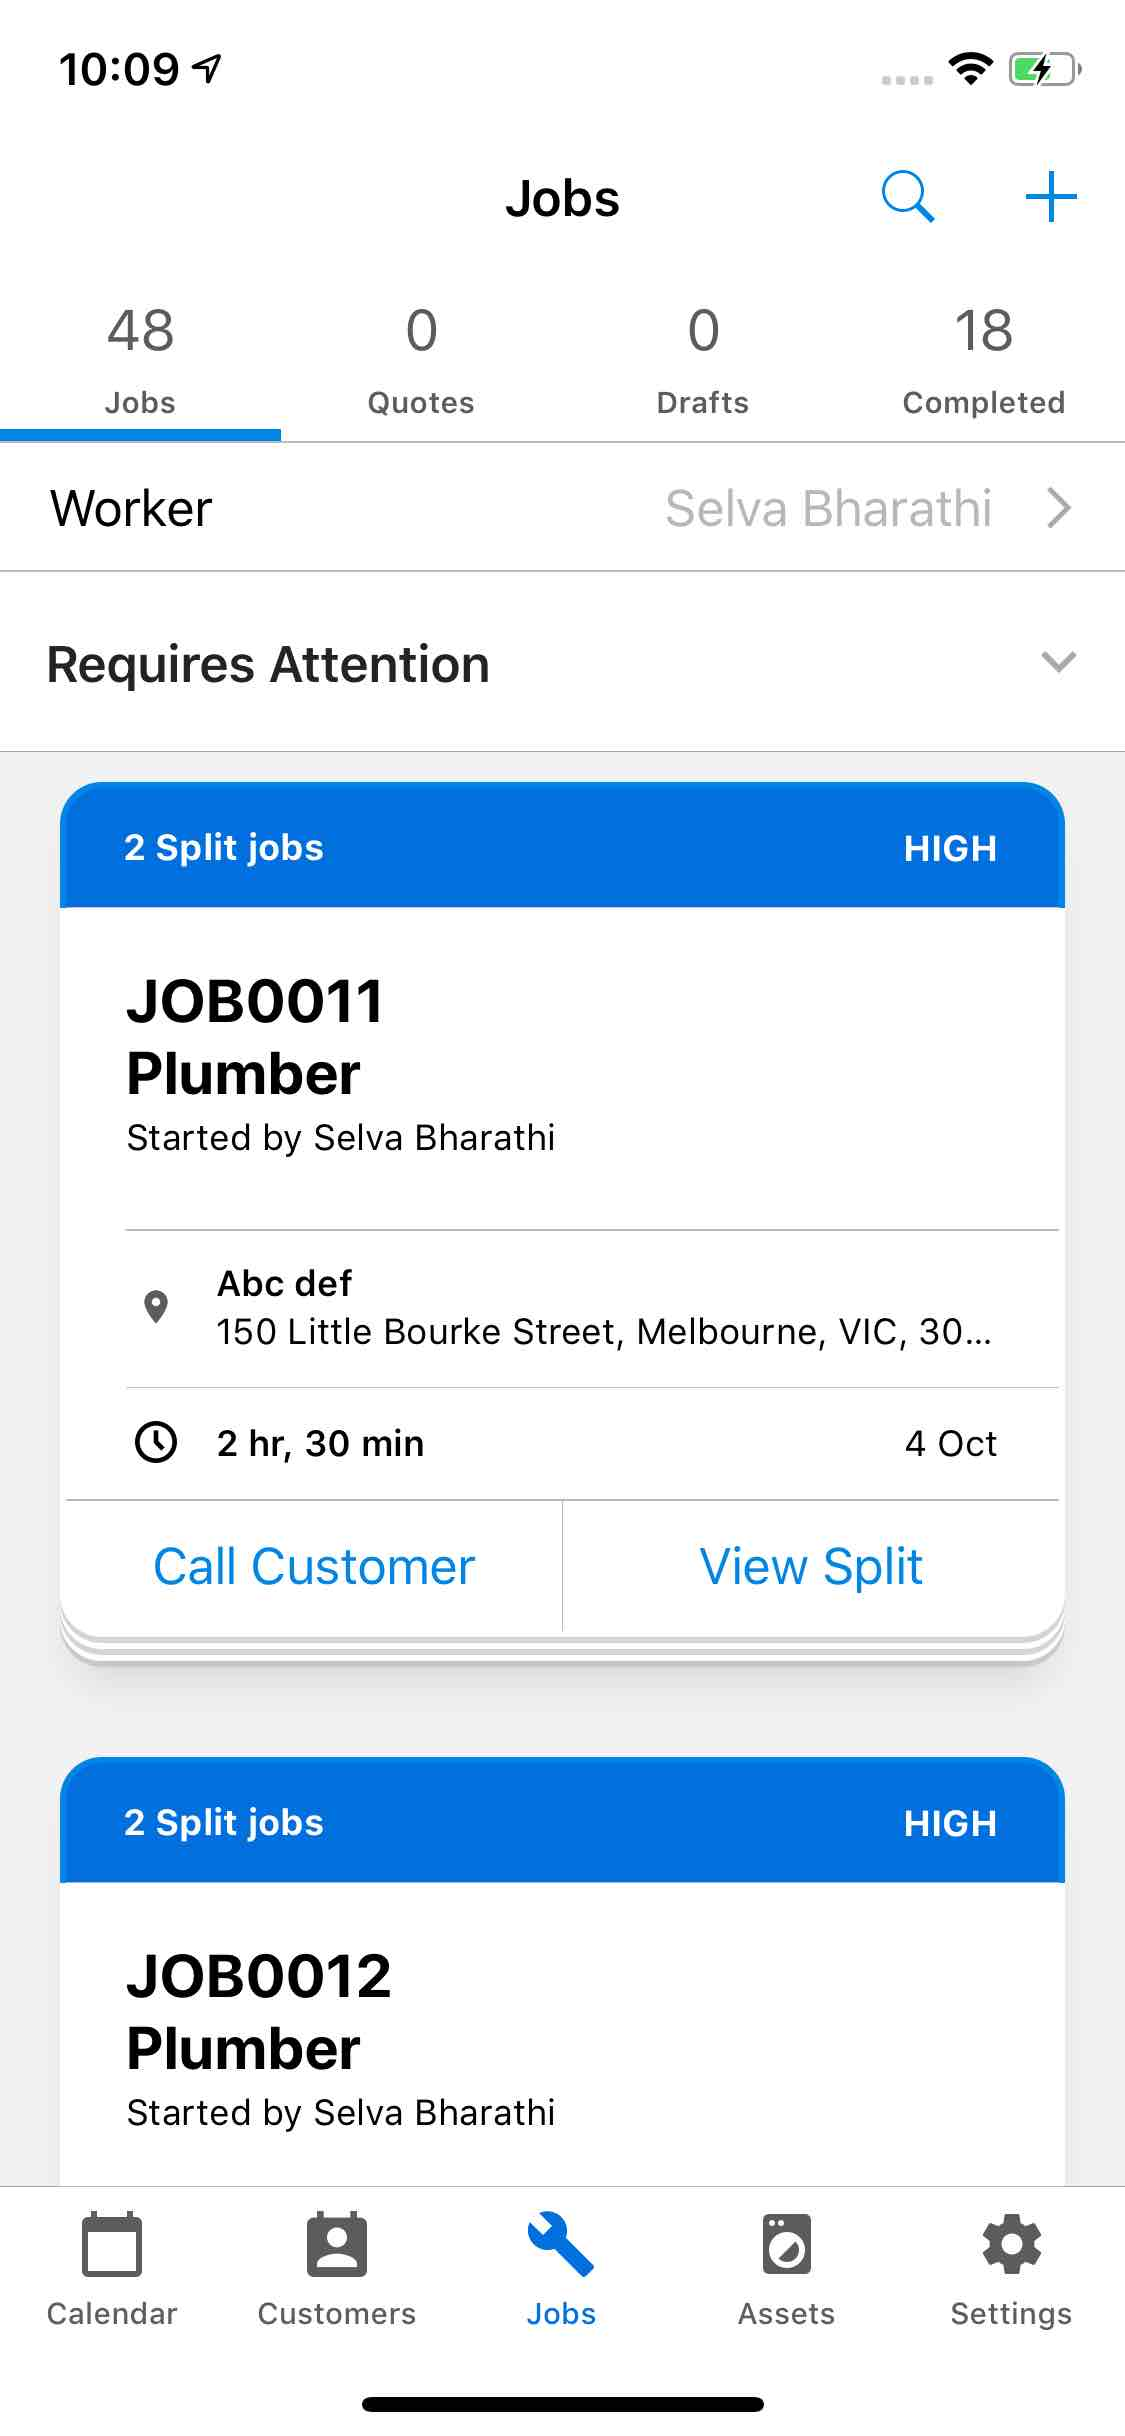 10:09
Jobs
48 0 0 18
Jobs Quotes Drafts Completed
Worker Selva Bharathi
Requires Attention
2 Split jobs HIGH
JOB0011
Plumber
Started by Selva Bharathi
Abc def
150 Little Bourke Street, Melbourne, VIC, 30...
2 hr, 30 min 4 Oct
Call Customer View Split
2 Split jobs HIGH
JOB0012
Plumber
Started by Selva Bharathi
Calendar Customers Jobs Assets Settings